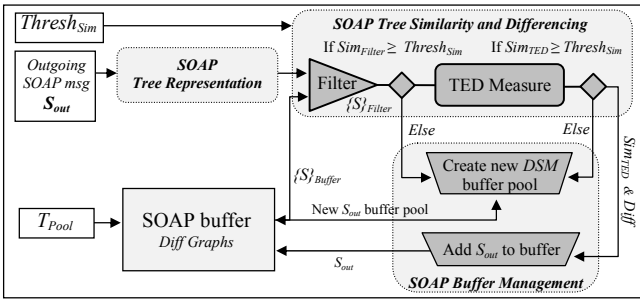 Thresh_Sim
SOAP Tree Similarity and Differencing
If Sim_Filter ≥ Thresh_Sim
If Sim_TED ≥ Thresh_Sim
Outgoing
SOAP msg
S_out
SOAP
Tree Representation
Filter
TED Measure
{S}_Filter
Else
Else
Sim_TED & Diff
{S}_Buffer
Create new DSM
buffer pool
T_Pool
SOAP buffer
Diff Graphs
New S_out buffer pool
Add S_out to buffer
S_out
SOAP Buffer Management